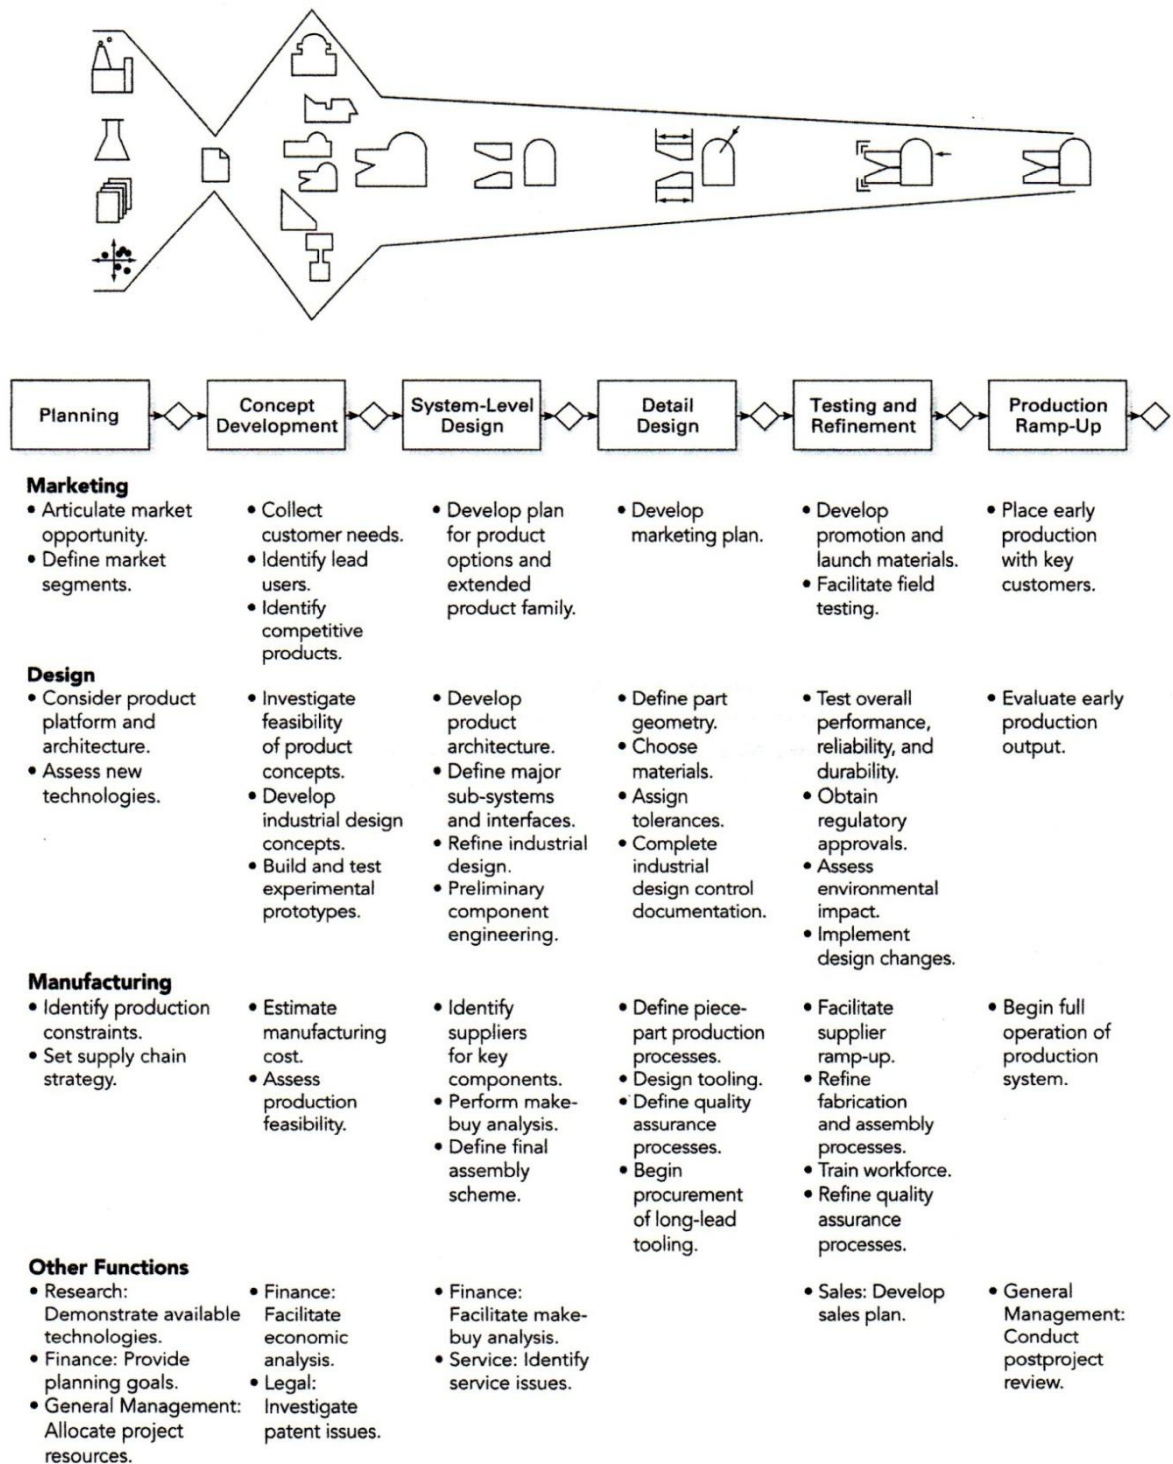 Planning
Concept
Development
System-Level
Design
Detail
Design
Testing and
Refinement
Production
Ramp-Up
Marketing
• Articulate market
opportunity.
• Define market
segments.
• Collect
customer needs.
• Identify lead
users.
• Identify
competitive
products.
• Develop plan
for product
options and
extended
product family.
• Develop
marketing plan.
• Develop
promotion and
launch materials.
• Facilitate field
testing.
• Place early
production
with key
customers.
Design
• Consider product
platform and
architecture.
• Assess new
technologies.
• Investigate
feasibility
of product
concepts.
• Develop
industrial design
concepts.
• Build and test
experimental
prototypes.
• Develop
product
architecture.
• Define major
sub-systems
and interfaces.
• Refine industrial
design.
• Preliminary
component
engineering.
• Define part
geometry.
• Choose
materials.
• Assign
tolerances.
• Complete
industrial
design control
documentation.
• Test overall
performance,
reliability, and
durability.
• Obtain
regulatory
approvals.
• Assess
environmental
impact.
• Implement
design changes.
• Evaluate early
production
output.
Manufacturing
• Identify production
constraints.
• Set supply chain
strategy.
• Estimate
manufacturing
cost.
• Assess
production
feasibility.
• Identify
suppliers
for key
components.
• Perform make-
buy analysis.
• Define final
assembly
scheme.
• Define piece-
part production
processes.
• Design tooling.
• Define quality
assurance
processes.
• Begin
procurement
of long-lead
tooling.
• Facilitate
supplier
ramp-up.
• Refine
fabrication
and assembly
processes.
• Train workforce.
• Refine quality
assurance
processes.
• Begin full
operation of
production
system.
Other Functions
• Research:
Demonstrate available
technologies.
• Finance: Provide
planning goals.
• General Management:
Allocate project
resources.
• Finance:
Facilitate
economic
analysis.
• Legal:
Investigate
patent issues.
• Finance:
Facilitate make-
buy analysis.
• Service: Identify
service issues.
• Sales: Develop
sales plan.
• General
Management:
Conduct
postproject
review.